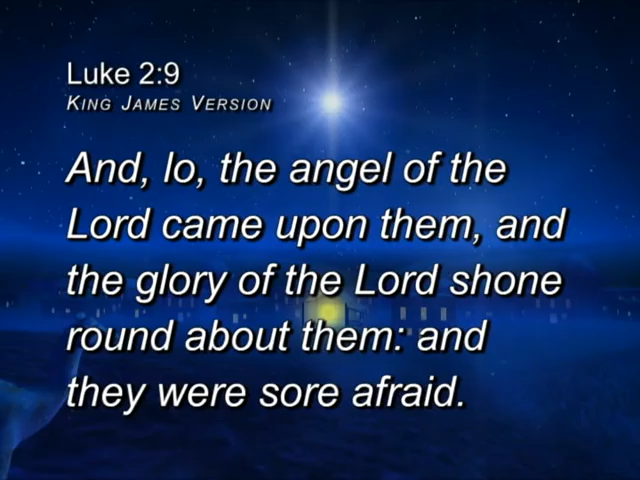 Luke 2:9
King James Version
And, lo, the angel of the
Lord came upon them, and
the glory of the Lord shone
round about them: and
they were sore afraid.